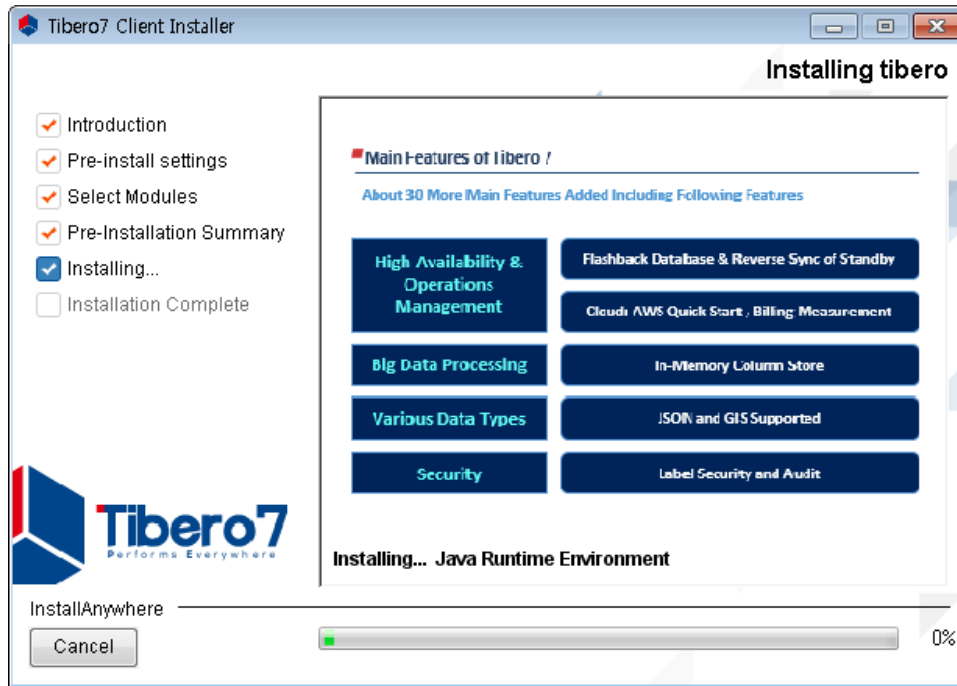 Tibero7 Client Installer
Installing tibero
Introduction
Pre-install settings
Select Modules
Pre-Installation Summary
Installing...
Installation Complete
Main Features of Tibero 7
About 30 More Main Features Added Including Following Features
High Availability &
Operations
Management
Flashback Database & Reverse Sync of Standby
Cloud: AWS Quick Start, Billing Measurement
Big Data Processing
In-Memory Column Store
Various Data Types
JSON and GIS Supported
Security
Label Security and Audit
Tibero7
Performs Everywhere
Installing... Java Runtime Environment
InstallAnywhere
Cancel
0%